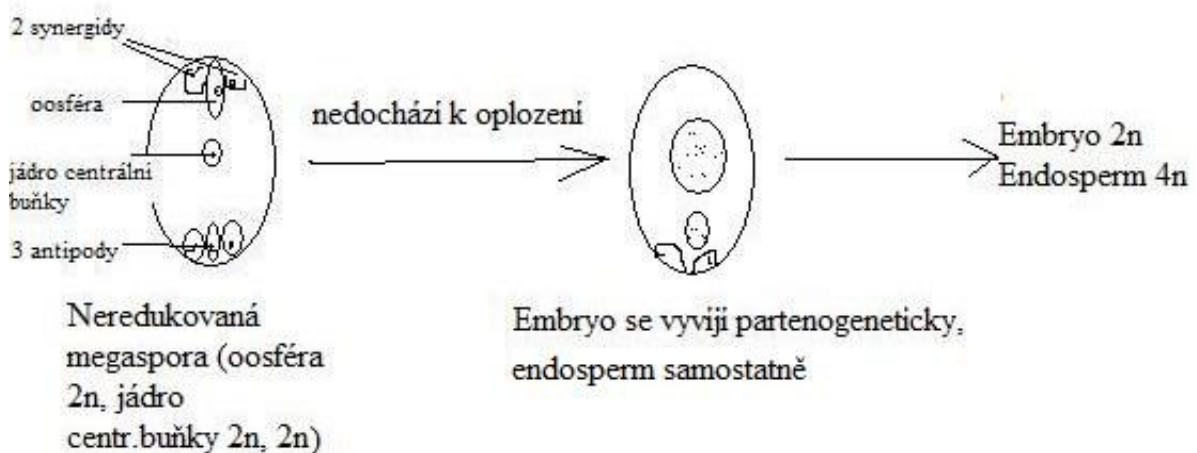 2 synergidy
oosféra
jádro centrální
buňky
3 antipody
nedochází k oplození
Embryo 2n
Endosperm 4n
Neredukovaná
megaspora (oosféra
2n, jádro
centr.buňky 2n, 2n)
Embryo se vyvíji partenogeneticky,
endosperm samostatně